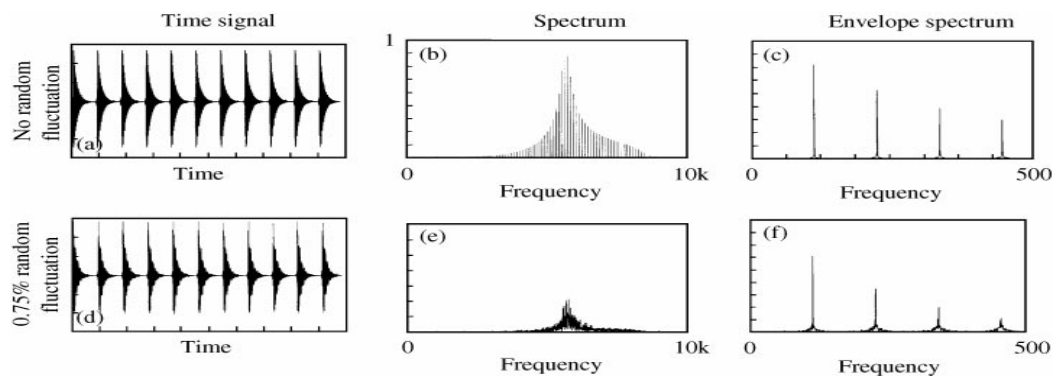 Time signal Spectrum Envelope spectrum
No random
fluctuation
(a)
Time
1
(b)
0 10k
Frequency
(c)
0 500
Frequency
0.75% random
fluctuation
(d)
Time
(e)
0 10k
Frequency
(f)
0 500
Frequency